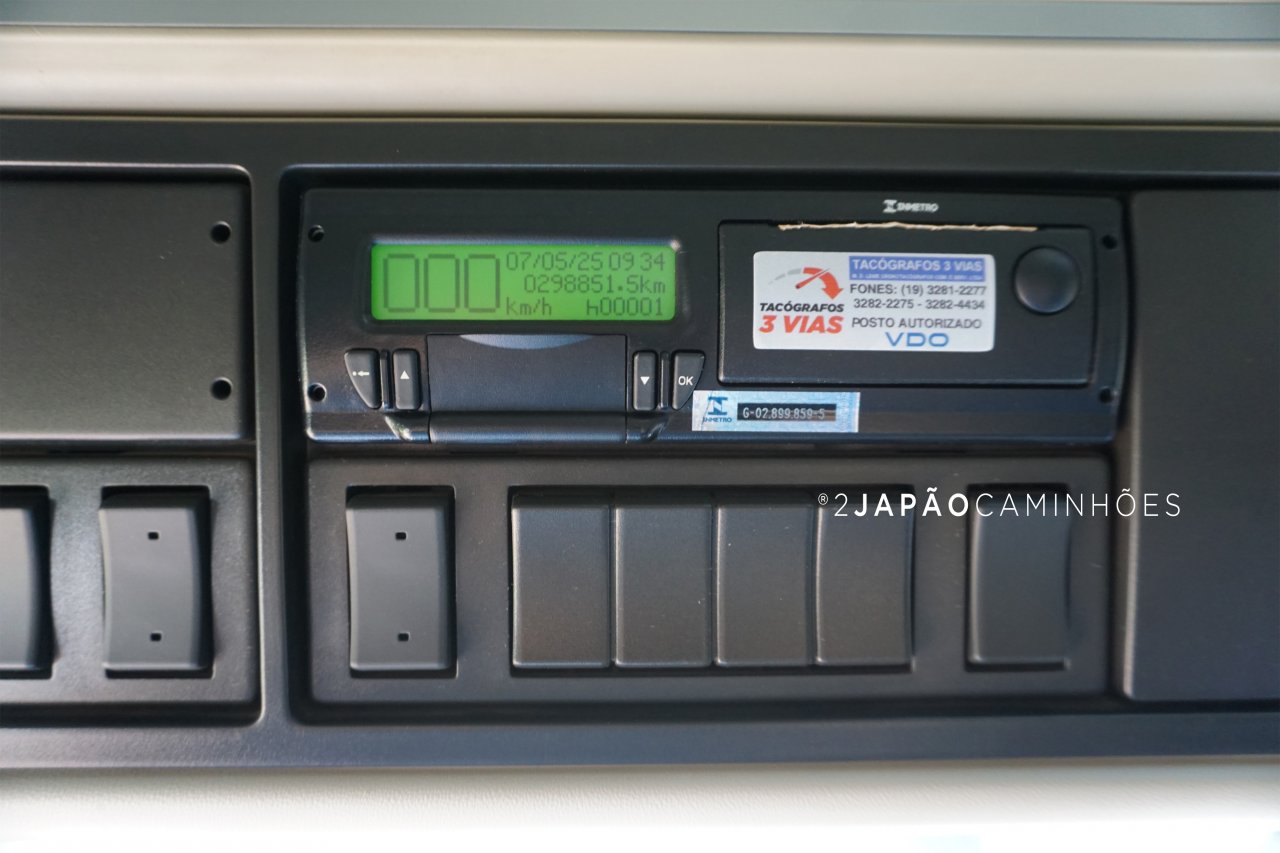 INMETRO
000
07/05/25 09 34
0298851.5km
km/h h00001
TACÓGRAFOS
3 VIAS
TACÓGRAFOS 3 VIAS
FONES: (19) 3281-2277
3282-2275 - 3282-4434
POSTO AUTORIZADO
VDO
OK
INMETRO
G-02.899.859-5
®2JAPÃOCAMINHÕES